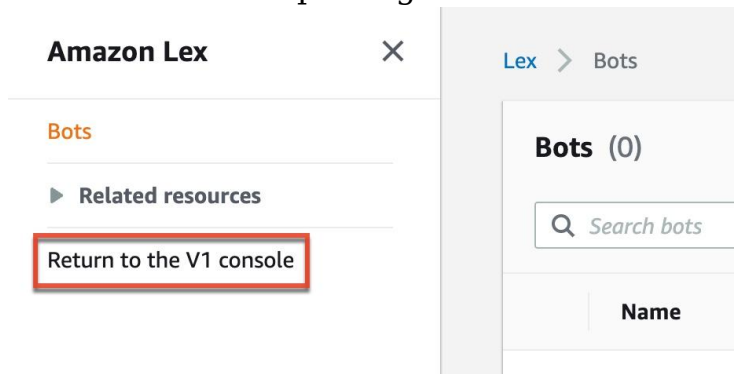 Amazon Lex
Bots
Related resources
Return to the V1 console
Lex > Bots
Bots (0)
Search bots
Name